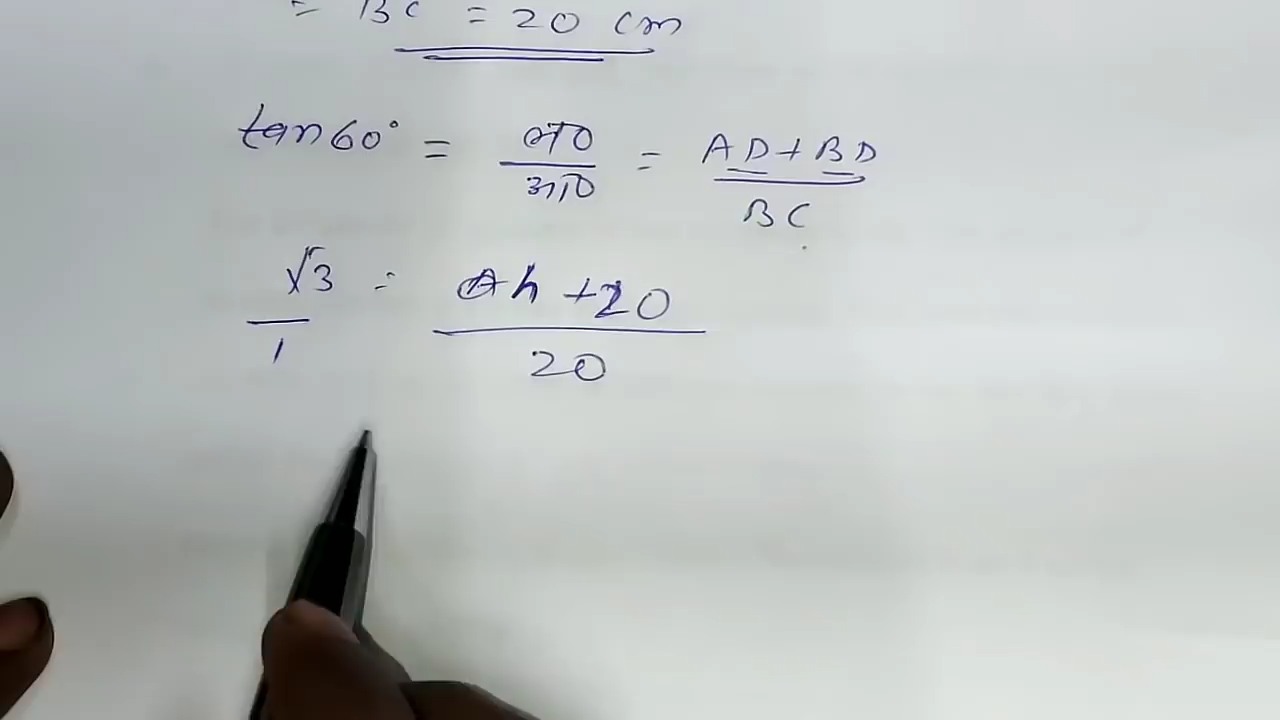 = BC = 20 cm
tan60° = = AD+BD/BC
√3/1 = h+20/20